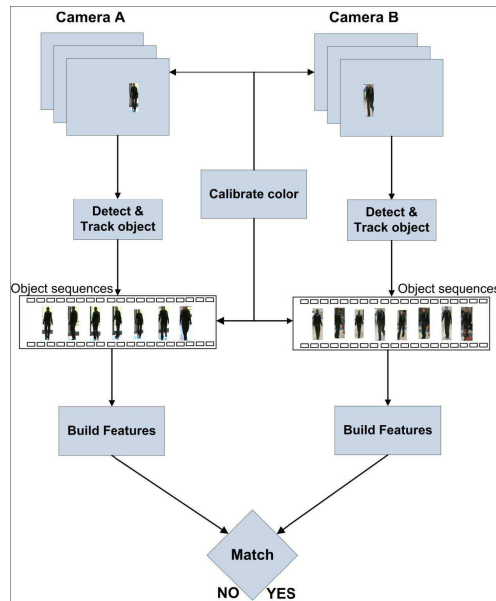 Camera A
Camera B
Calibrate color
Detect &
Track object
Detect &
Track object
Object sequences
Object sequences
Build Features
Build Features
Match
NO YES